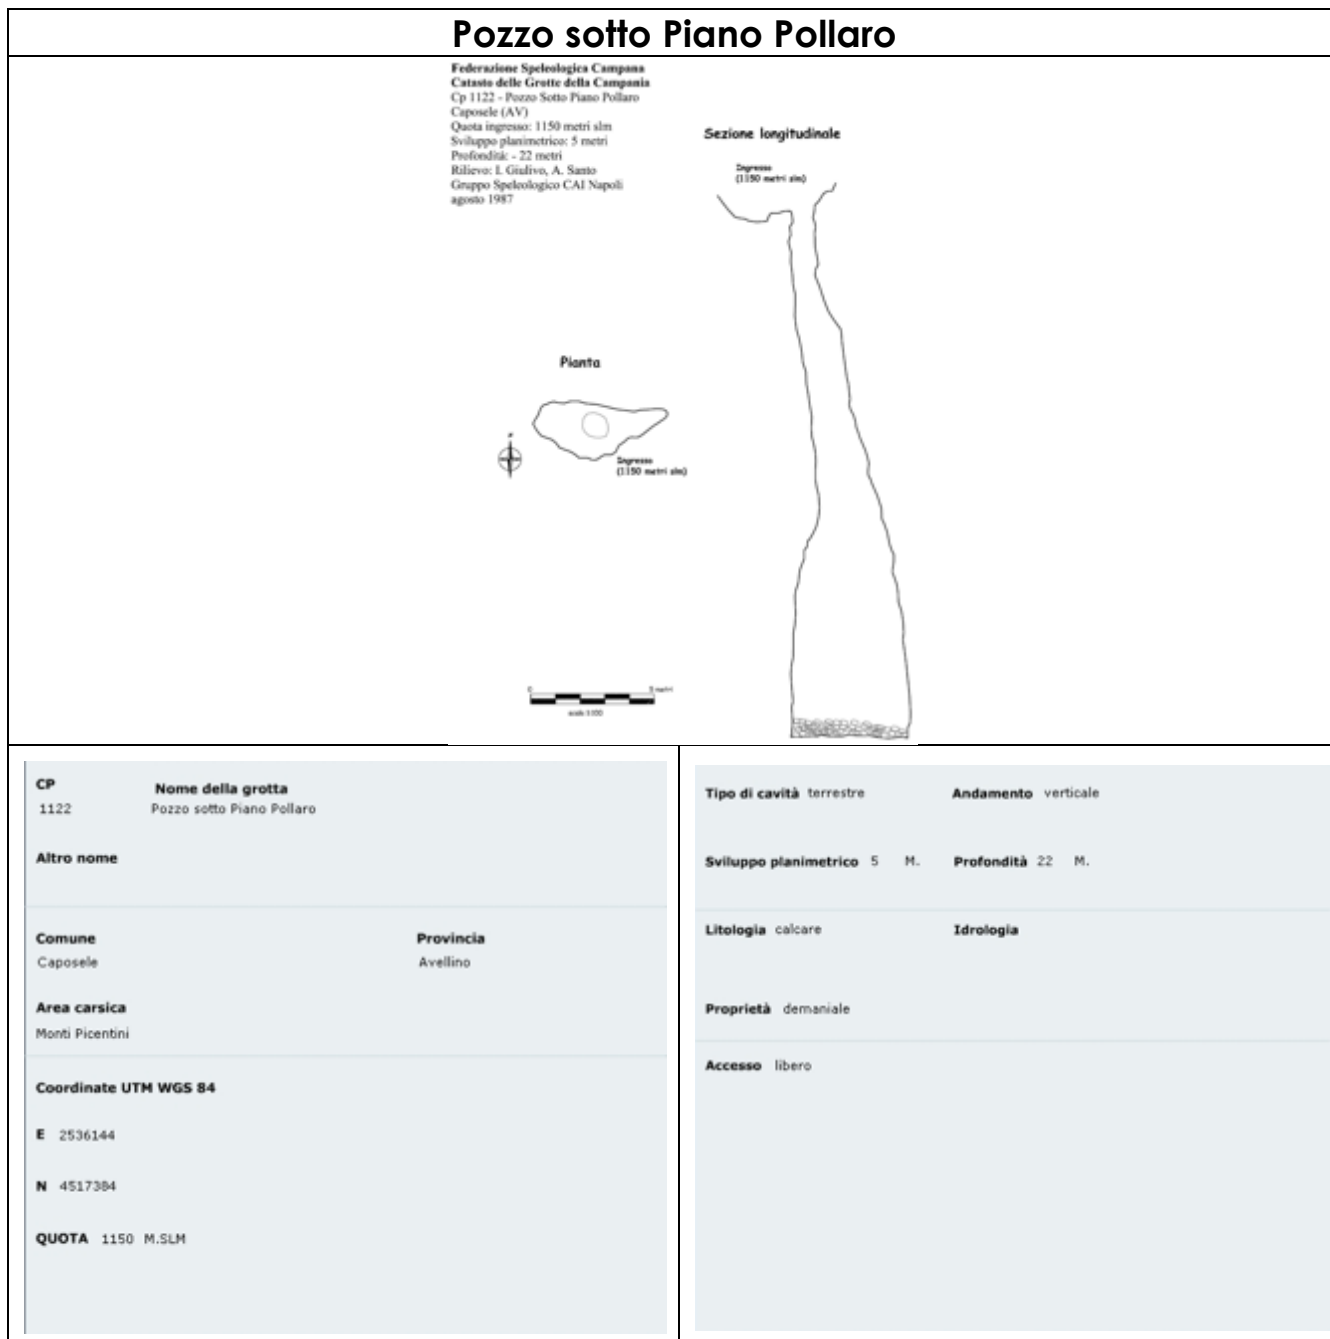 Pozzo sotto Piano Pollaro
Federazione Speleologica Campana
Catasto delle Grotte della Campania
Cp 1122 - Pozzo Sotto Piano Pollaro
Caposele (AV)
Quota ingresso: 1150 metri slm
Sviluppo planimetrico: 5 metri
Profondità: - 22 metri
Rilievo: I. Giulivo, A. Santo
Gruppo Speleologico CAI Napoli
agosto 1987
Sezione longitudinale
Ingresso
(1150 metri slm)
Pianta
Ingresso
(1150 metri slm)
0 5 metri
CP Nome della grotta
1122 Pozzo sotto Piano Pollaro
Altro nome
Comune Provincia
Caposele Avellino
Area carsica
Monti Picentini
Coordinate UTM WGS 84
E 2536144
N 4517384
QUOTA 1150 M.SLM
Tipo di cavità terrestre Andamento verticale
Sviluppo planimetrico 5 M. Profondità 22 M.
Litologia calcare Idrologia
Proprietà demaniale
Accesso libero